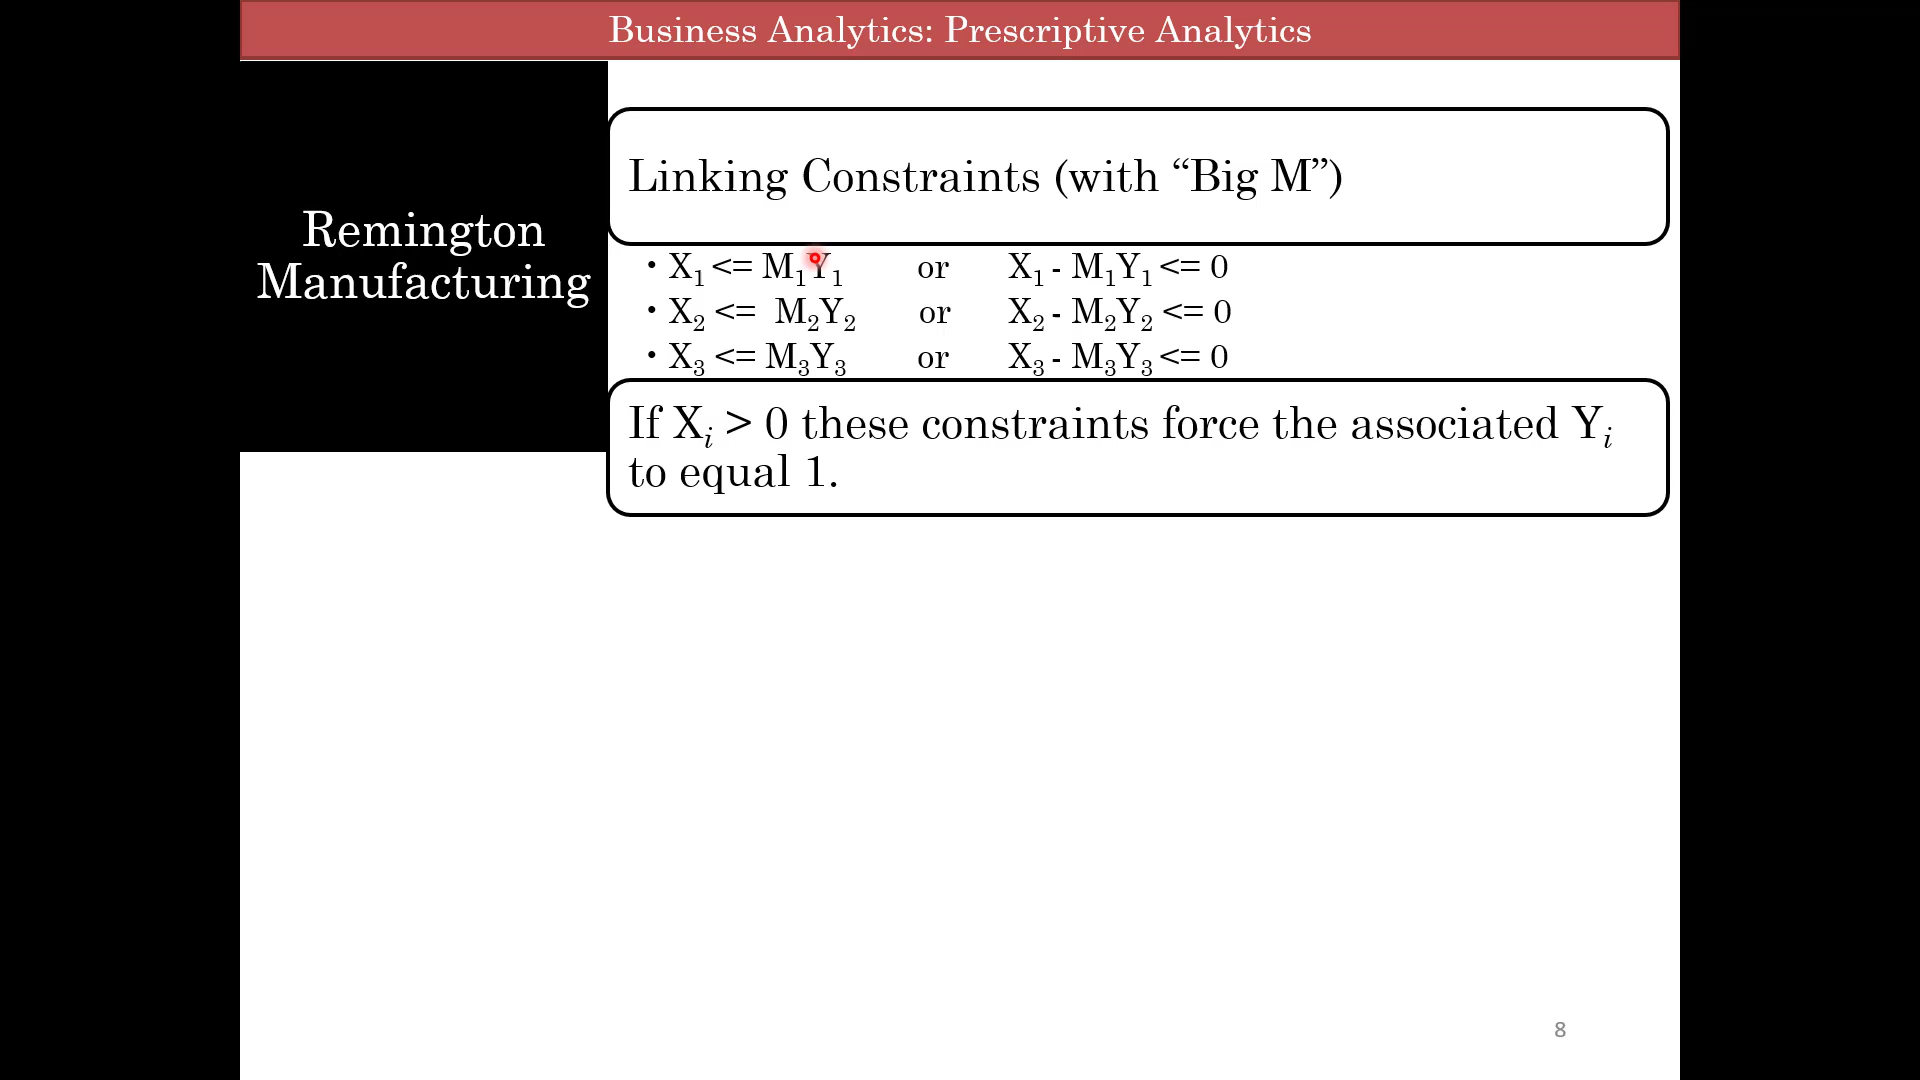 Business Analytics: Prescriptive Analytics
Remington
Manufacturing
Linking Constraints (with “Big M”)
• X₁ <= M₁Y₁ or X₁ - M₁Y₁ <= 0
• X₂ <= M₂Y₂ or X₂ - M₂Y₂ <= 0
• X₃ <= M₃Y₃ or X₃ - M₃Y₃ <= 0
If Xᵢ > 0 these constraints force the associated Yᵢ
to equal 1.
8